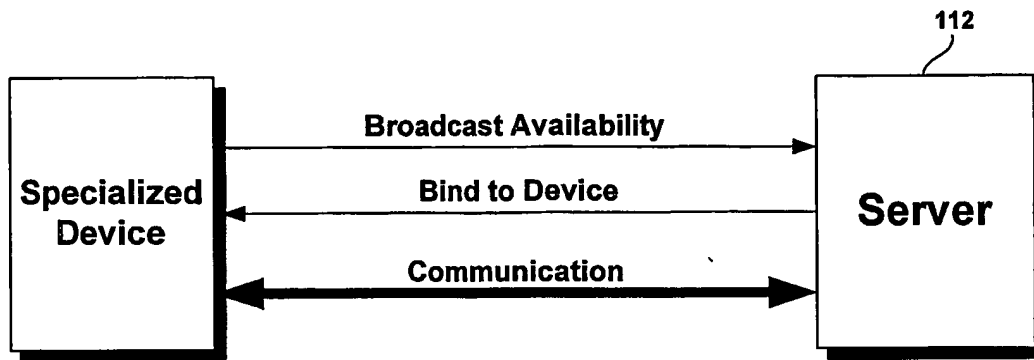 112
Broadcast Availability
Specialized
Device
Bind to Device
Server
Communication